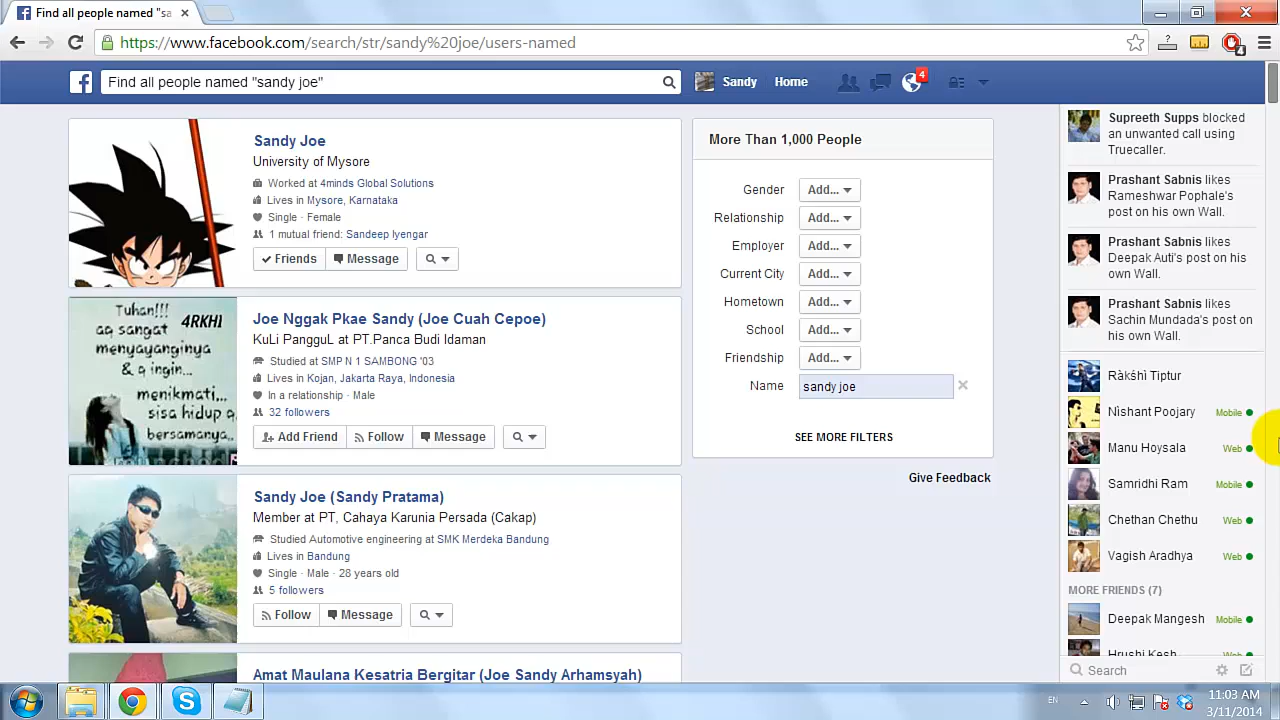 Find all people named "sa
https://www.facebook.com/search/str/sandy%20joe/users-named
4
Find all people named "sandy joe"
Sandy
Home
4
Sandy Joe
University of Mysore
Worked at 4minds Global Solutions
Lives in Mysore, Karnataka
Single · Female
1 mutual friend: Sandeep Iyengar
Friends
Message
Tuhan!!!
4RKHI
aq sangat
menyayanginya
& q ingin...
menikmati...
sisa hidup q
bersamanya..
Joe Nggak Pkae Sandy (Joe Cuah Cepoe)
KuLi PangguL at PT.Panca Budi Idaman
Studied at SMP N 1 SAMBONG '03
Lives in Kojan, Jakarta Raya, Indonesia
In a relationship · Male
32 followers
Add Friend
Follow
Message
Sandy Joe (Sandy Pratama)
Member at PT, Cahaya Karunia Persada (Cakap)
Studied Automotive engineering at SMK Merdeka Bandung
Lives in Bandung
Single · Male · 28 years old
5 followers
Follow
Message
Amat Maulana Kesatria Bergitar (Joe Sandy Arhamsyah)
More Than 1,000 People
Gender Add...
Relationship Add...
Employer Add...
Current City Add...
Hometown Add...
School Add...
Friendship Add...
Name sandy joe
SEE MORE FILTERS
Give Feedback
Supreeth Supps blocked
an unwanted call using
Truecaller.
Prashant Sabnis likes
Rameshwar Pophale's
post on his own Wall.
Prashant Sabnis likes
Deepak Auti's post on his
own Wall.
Prashant Sabnis likes
Sachin Mundada's post on
his own Wall.
Ràkśhì Tiptur
Nishant Poojary Mobile
Manu Hoysala Web
Samridhi Ram Mobile
Chethan Chethu Web
Vagish Aradhya Web
MORE FRIENDS (7)
Deepak Mangesh Mobile
Hrushi Kesh Web
Search
EN
11:03 AM
3/11/2014